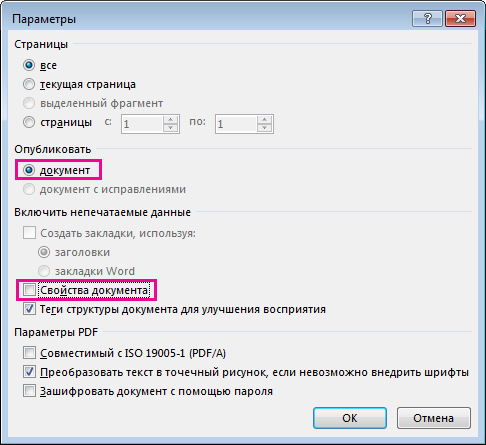 Параметры
Страницы
все
текущая страница
выделенный фрагмент
страницы с: 1 по: 1
Опубликовать
документ
документ с исправлениями
Включить непечатаемые данные
Создать закладки, используя:
заголовки
закладки Word
Свойства документа
Теги структуры документа для улучшения восприятия
Параметры PDF
Совместимый с ISO 19005-1 (PDF/A)
Преобразовать текст в точечный рисунок, если невозможно внедрить шрифты
Зашифровать документ с помощью пароля
ОК Отмена